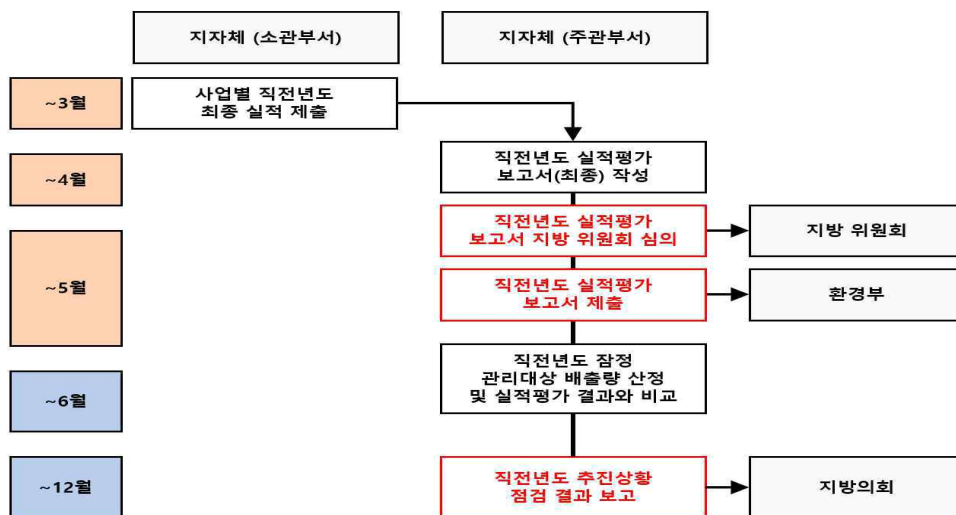 지자체 (소관부서)
지자체 (주관부서)
~3월
사업별 직전년도
최종 실적 제출
~4월
직전년도 실적평가
보고서(최종) 작성
직전년도 실적평가
보고서 지방 위원회 심의
지방 위원회
~5월
직전년도 실적평가
보고서 제출
환경부
직전년도 잠정
관리대상 배출량 산정
및 실적평가 결과와 비교
~6월
~12월
직전년도 추진상황
점검 결과 보고
지방의회